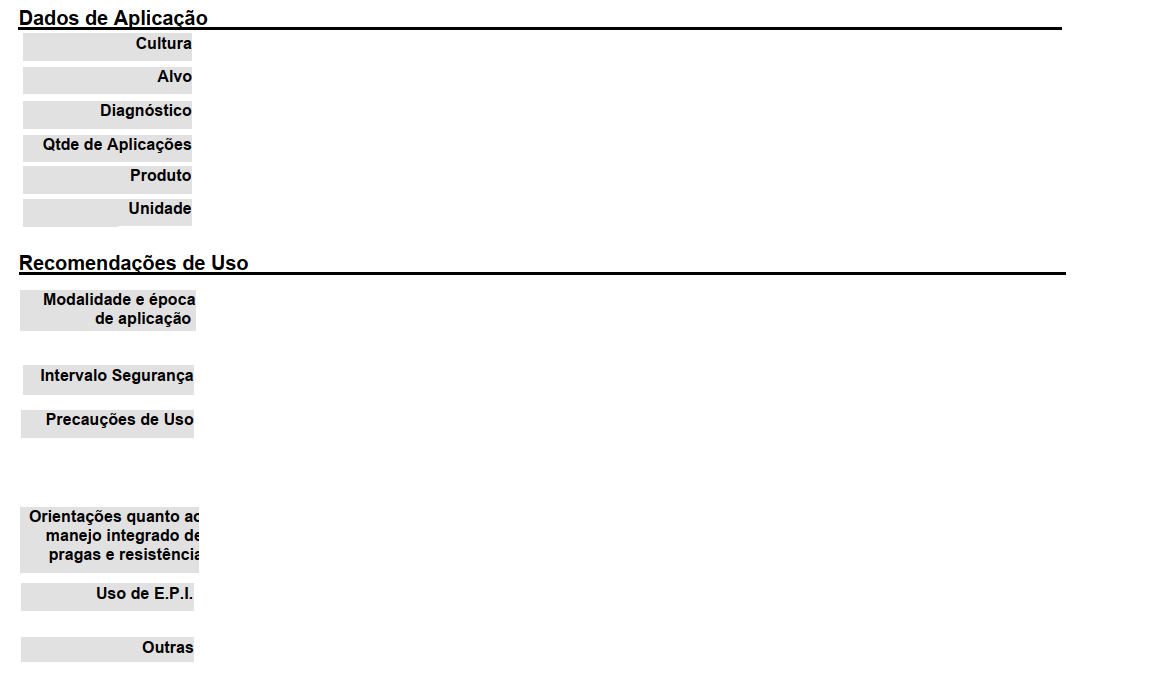 Dados de Aplicação
Cultura
Alvo
Diagnóstico
Qtde de Aplicações
Produto
Unidade
Recomendações de Uso
Modalidade e época
de aplicação
Intervalo Segurança
Precauções de Uso
Orientações quanto ao
manejo integrado de
pragas e resistência
Uso de E.P.I.
Outras